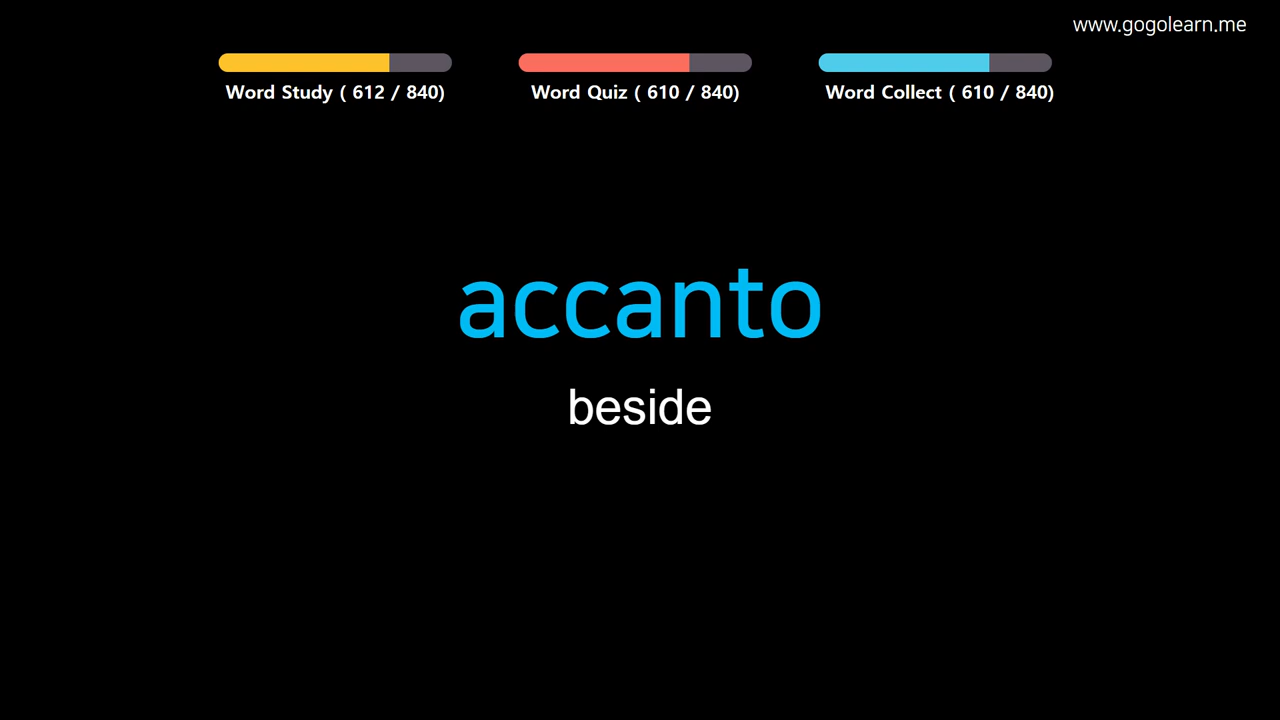 www.gogolearn.me
Word Study ( 612 / 840)
Word Quiz ( 610 / 840)
Word Collect ( 610 / 840)
accanto
beside